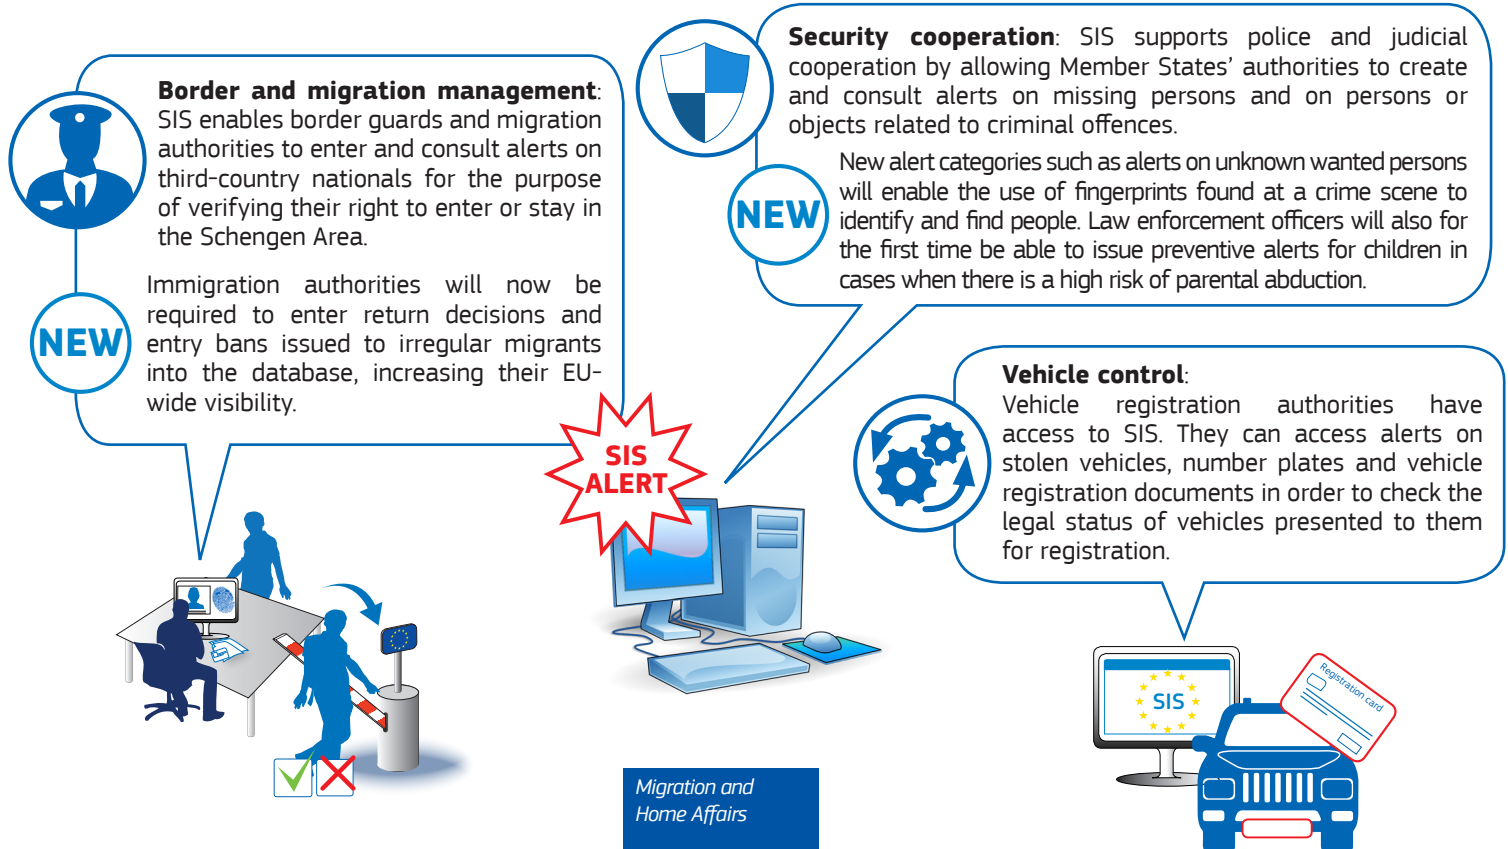 Border and migration management:
SIS enables border guards and migration
authorities to enter and consult alerts on
third-country nationals for the purpose
of verifying their right to enter or stay in
the Schengen Area.
NEW
Immigration authorities will now be
required to enter return decisions and
entry bans issued to irregular migrants
into the database, increasing their EU-
wide visibility.
Security cooperation: SIS supports police and judicial
cooperation by allowing Member States’ authorities to create
and consult alerts on missing persons and on persons or
objects related to criminal offences.
NEW
New alert categories such as alerts on unknown wanted persons
will enable the use of fingerprints found at a crime scene to
identify and find people. Law enforcement officers will also for
the first time be able to issue preventive alerts for children in
cases when there is a high risk of parental abduction.
Vehicle control:
Vehicle registration authorities have
access to SIS. They can access alerts on
stolen vehicles, number plates and vehicle
registration documents in order to check the
legal status of vehicles presented to them
for registration.
SIS
ALERT
SIS
Registration card
Migration and
Home Affairs